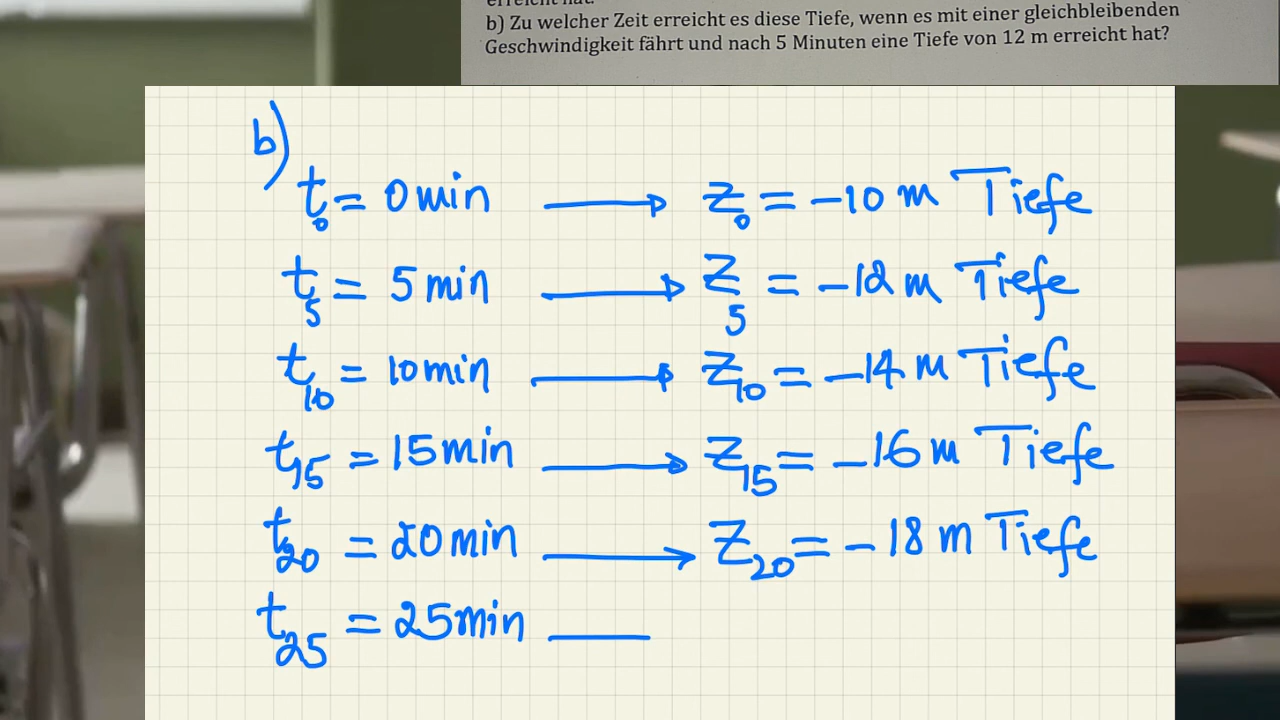 erreicht hat.
b) Zu welcher Zeit erreicht es diese Tiefe, wenn es mit einer gleichbleibenden
Geschwindigkeit fährt und nach 5 Minuten eine Tiefe von 12 m erreicht hat?
b)
t₀ = 0 min → z₀ = -10 m Tiefe
t₅ = 5 min → z₅ = -12 m Tiefe
t₁₀ = 10 min → z₁₀ = -14 m Tiefe
t₁₅ = 15 min → z₁₅ = -16 m Tiefe
t₂₀ = 20 min → z₂₀ = -18 m Tiefe
t₂₅ = 25 min —